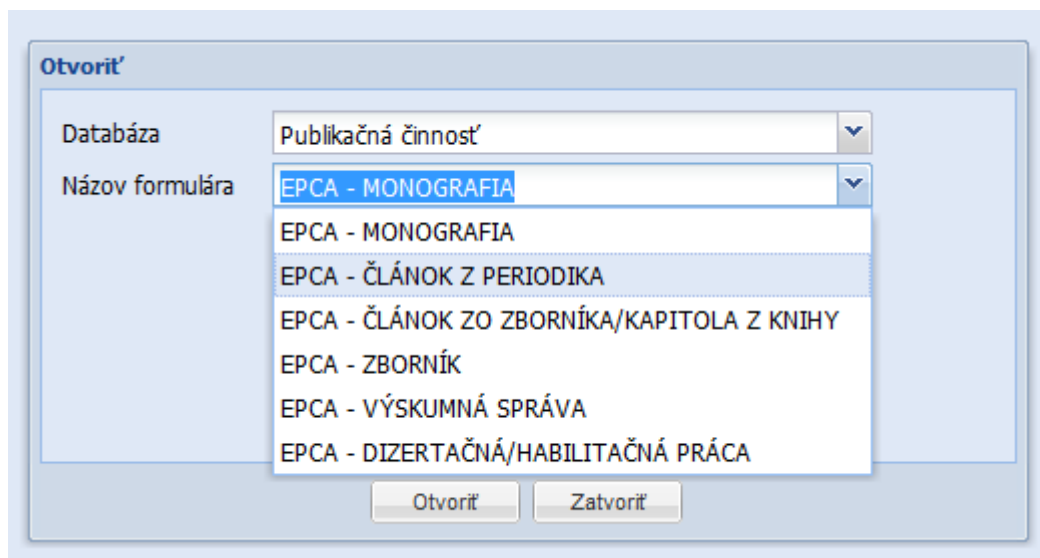 Otvoriť
Databáza Publikačná činnosť
Názov formulára EPCA - MONOGRAFIA
EPCA - MONOGRAFIA
EPCA - ČLÁNOK Z PERIODIKA
EPCA - ČLÁNOK ZO ZBORNÍKA/KAPITOLA Z KNIHY
EPCA - ZBORNÍK
EPCA - VÝSKUMNÁ SPRÁVA
EPCA - DIZERTAČNÁ/HABILITAČNÁ PRÁCA
Otvoriť Zatvoriť